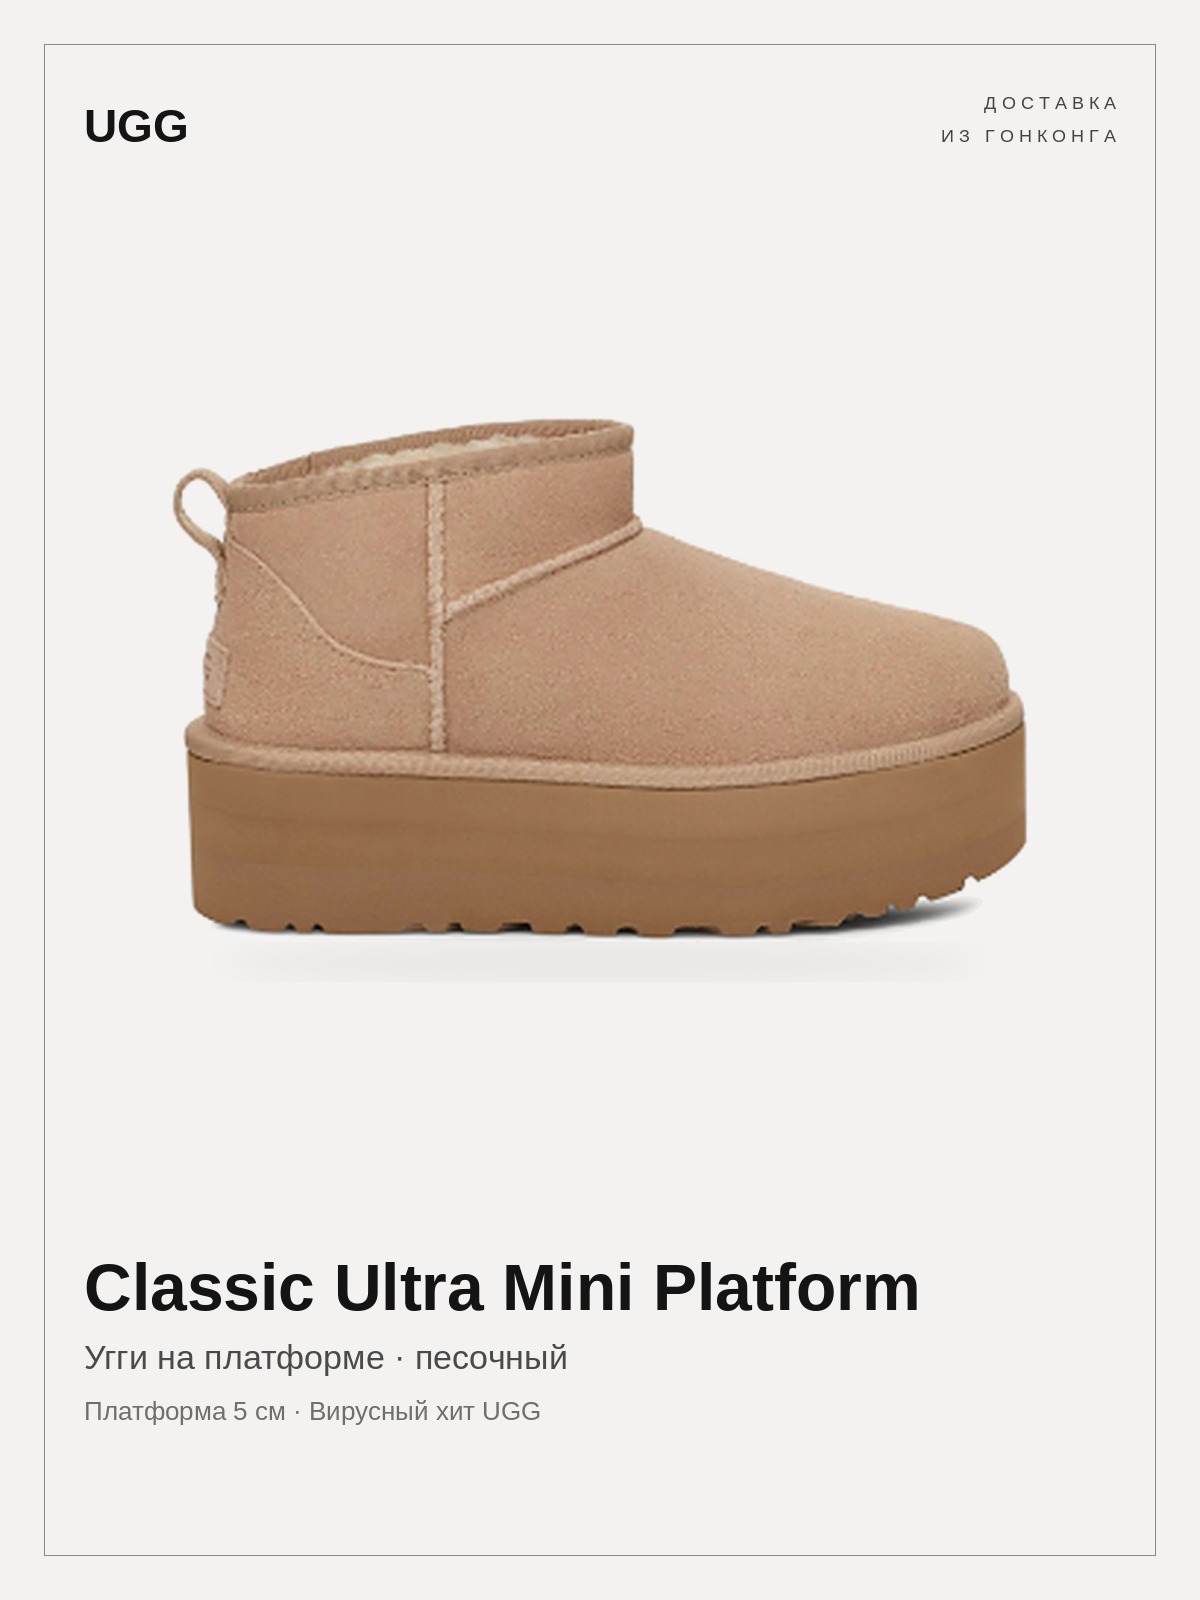 UGG
ДОСТАВКА
ИЗ ГОНКОНГА
Classic Ultra Mini Platform
Угги на платформе · песочный
Платформа 5 см · Вирусный хит UGG